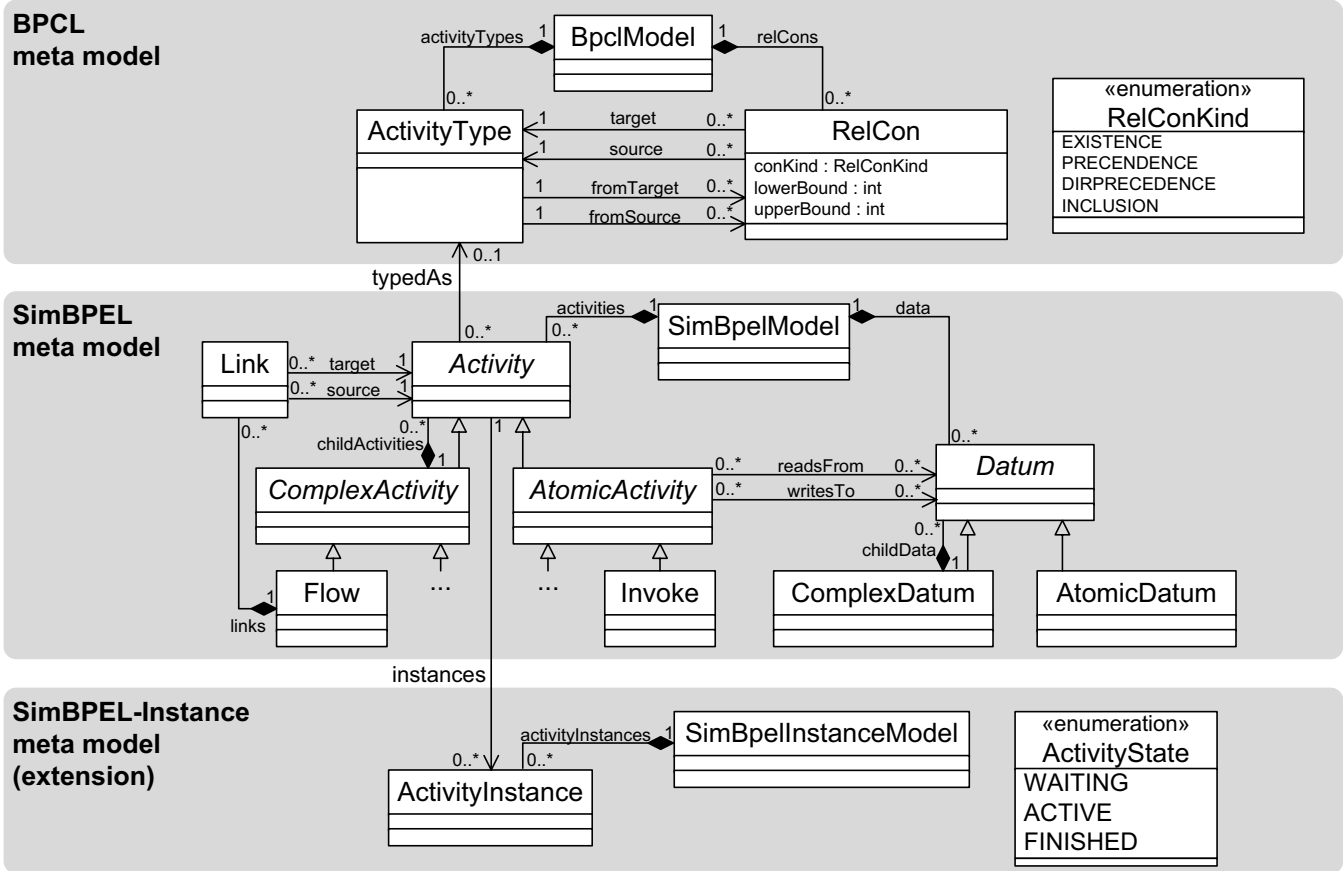 BPCL
meta model
activityTypes
1
BpclModel
1
relCons
0..*
0..*
ActivityType
1
target
0..*
1
source
0..*
1
fromTarget
0..*
1
fromSource
0..*
RelCon
conKind : RelConKind
lowerBound : int
upperBound : int
«enumeration»
RelConKind
EXISTENCE
PRECENDENCE
DIRPRECEDENCE
INCLUSION
0..1
typedAs
SimBPEL
meta model
0..*
activities
0..*
1
SimBpelModel
1
data
0..*
Link
0..*
target
1
0..*
source
1
Activity
0..*
0..*
childActivities
1
1
ComplexActivity
AtomicActivity
0..*
readsFrom
0..*
0..*
writesTo
0..*
Datum
0..*
childData
1
...
...
Flow
1
links
Invoke
ComplexDatum
AtomicDatum
instances
SimBPEL-Instance
meta model
(extension)
0..*
activityInstances
0..*
1
SimBpelInstanceModel
ActivityInstance
«enumeration»
ActivityState
WAITING
ACTIVE
FINISHED